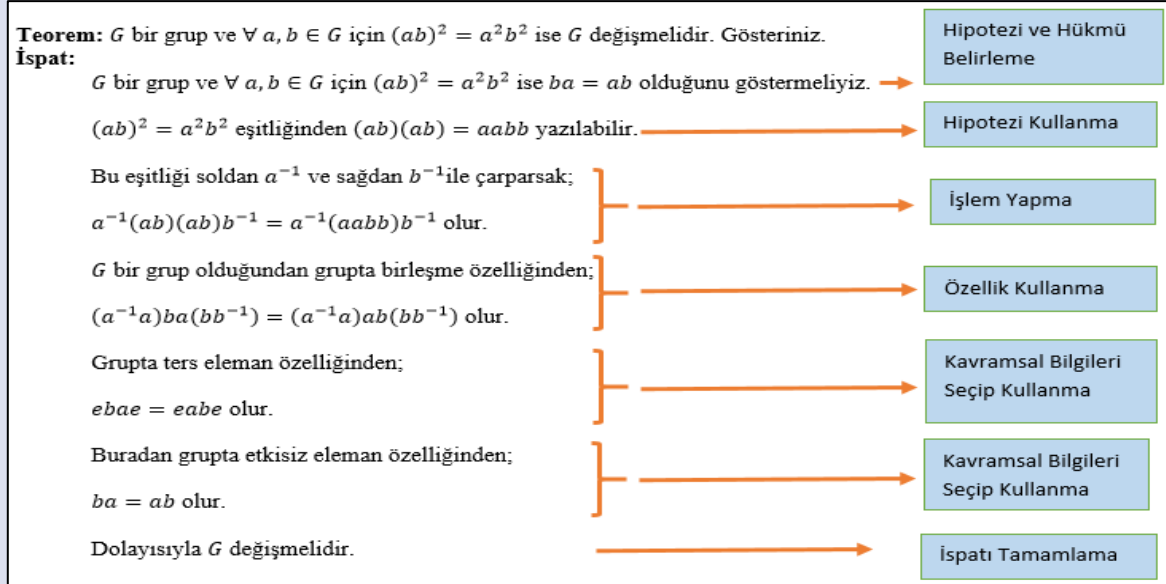 Teorem: G bir grup ve ∀ a, b ∈ G için (ab)² = a²b² ise G değişmelidir. Gösteriniz.
İspat:
G bir grup ve ∀ a, b ∈ G için (ab)² = a²b² ise ba = ab olduğunu göstermeliyiz.
Hipotezi ve Hükmü
Belirleme
(ab)² = a²b² eşitliğinden (ab)(ab) = aabb yazılabilir.
Hipotezi Kullanma
Bu eşitliği soldan a⁻¹ ve sağdan b⁻¹ile çarparsak;
a⁻¹(ab)(ab)b⁻¹ = a⁻¹(aabb)b⁻¹ olur.
İşlem Yapma
G bir grup olduğundan grupta birleşme özelliğinden;
(a⁻¹a)ba(bb⁻¹) = (a⁻¹a)ab(bb⁻¹) olur.
Özellik Kullanma
Grupta ters eleman özelliğinden;
ebae = eabe olur.
Kavramsal Bilgileri
Seçip Kullanma
Buradan grupta etkisiz eleman özelliğinden;
ba = ab olur.
Kavramsal Bilgileri
Seçip Kullanma
Dolayısıyla G değişmelidir.
İspatı Tamamlama